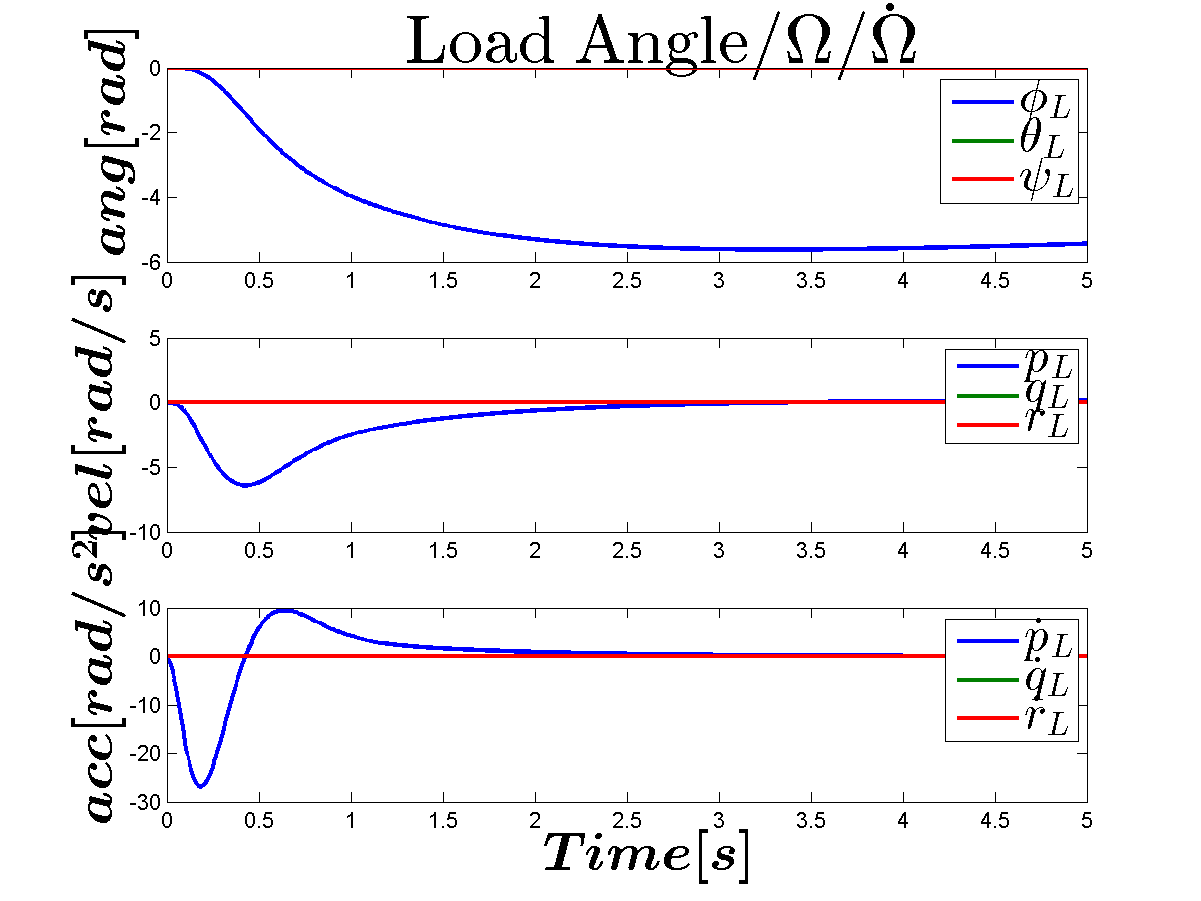 Load Angle/Ω/Ω̇
ang[rad]
0
-2
-4
-6
0 0.5 1 1.5 2 2.5 3 3.5 4 4.5 5
ϕL
θL
ψL
vel[rad/s]
5
0
-5
-10
0 0.5 1 1.5 2 2.5 3 3.5 4 4.5 5
pL
qL
rL
acc[rad/s2]
10
0
-10
-20
-30
0 0.5 1 1.5 2 2.5 3 3.5 4 4.5 5
ṗL
q̇L
ṙL
Time[s]